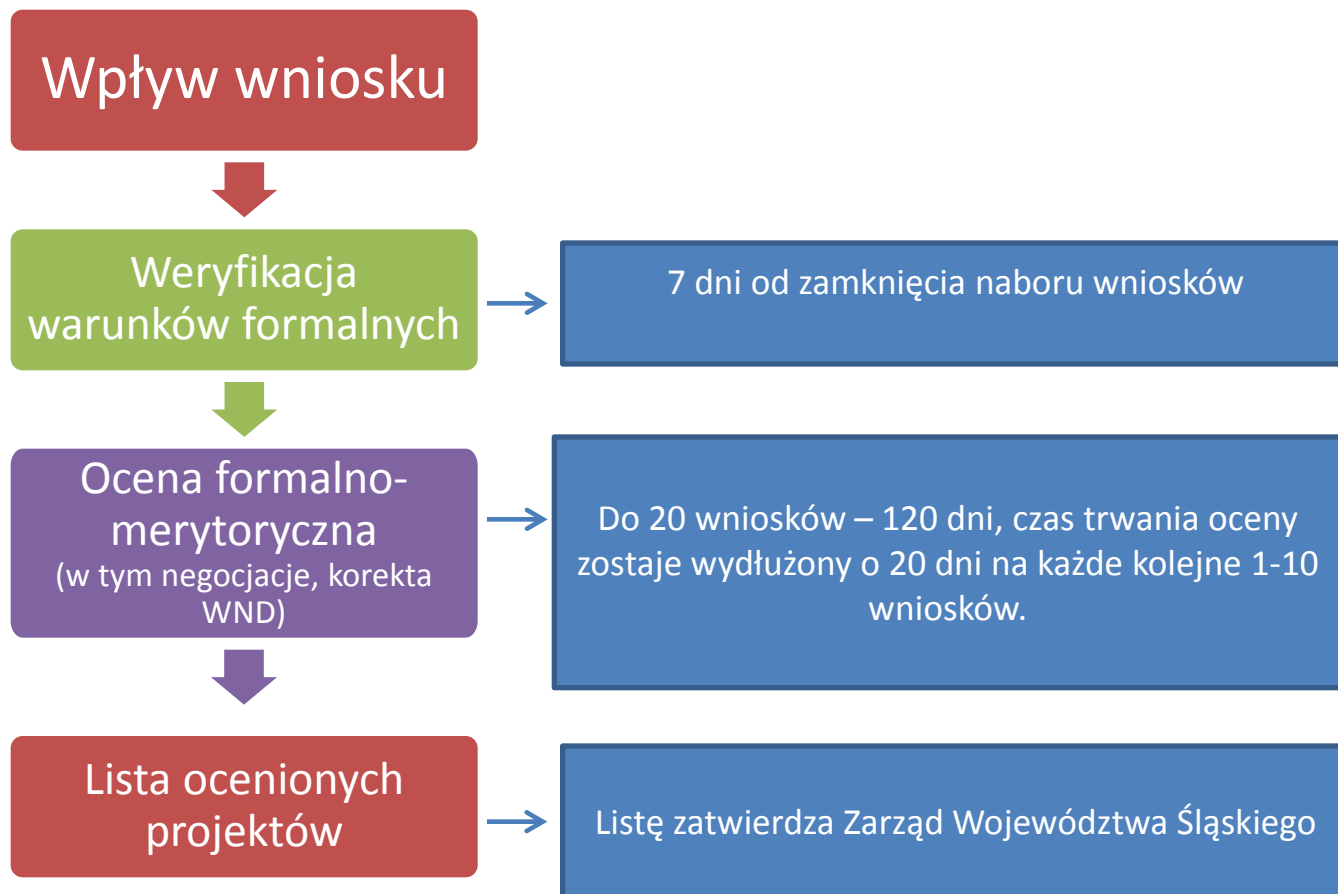 Wpływ wniosku
Weryfikacja
warunków formalnych
7 dni od zamknięcia naboru wniosków
Ocena formalno-
merytoryczna
(w tym negocjacje, korekta
WND)
Do 20 wniosków – 120 dni, czas trwania oceny
zostaje wydłużony o 20 dni na każde kolejne 1-10
wniosków.
Lista ocenionych
projektów
Listę zatwierdza Zarząd Województwa Śląskiego